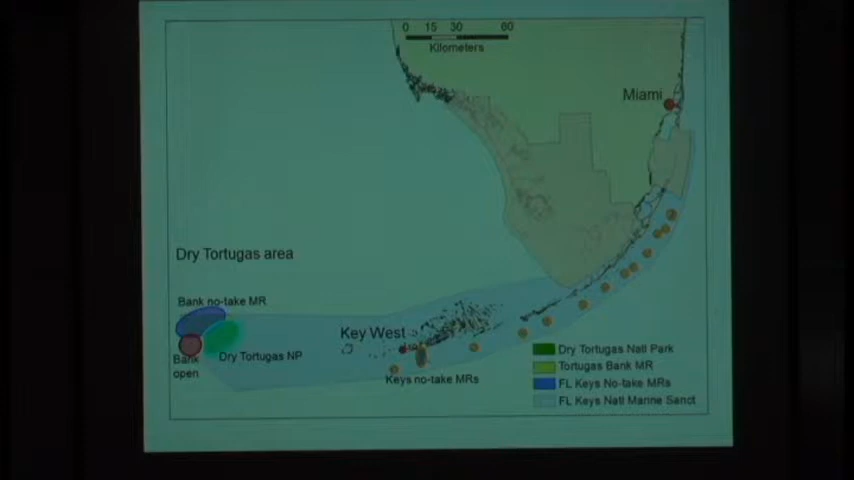 0 15 30 60
Kilometers
Miami
Dry Tortugas area
Bank no-take MR
Key West
Bank
open
Dry Tortugas NP
Keys no-take MRs
Dry Tortugas Natl Park
Tortugas Bank MR
FL Keys No-take MRs
FL Keys Natl Marine Sanct